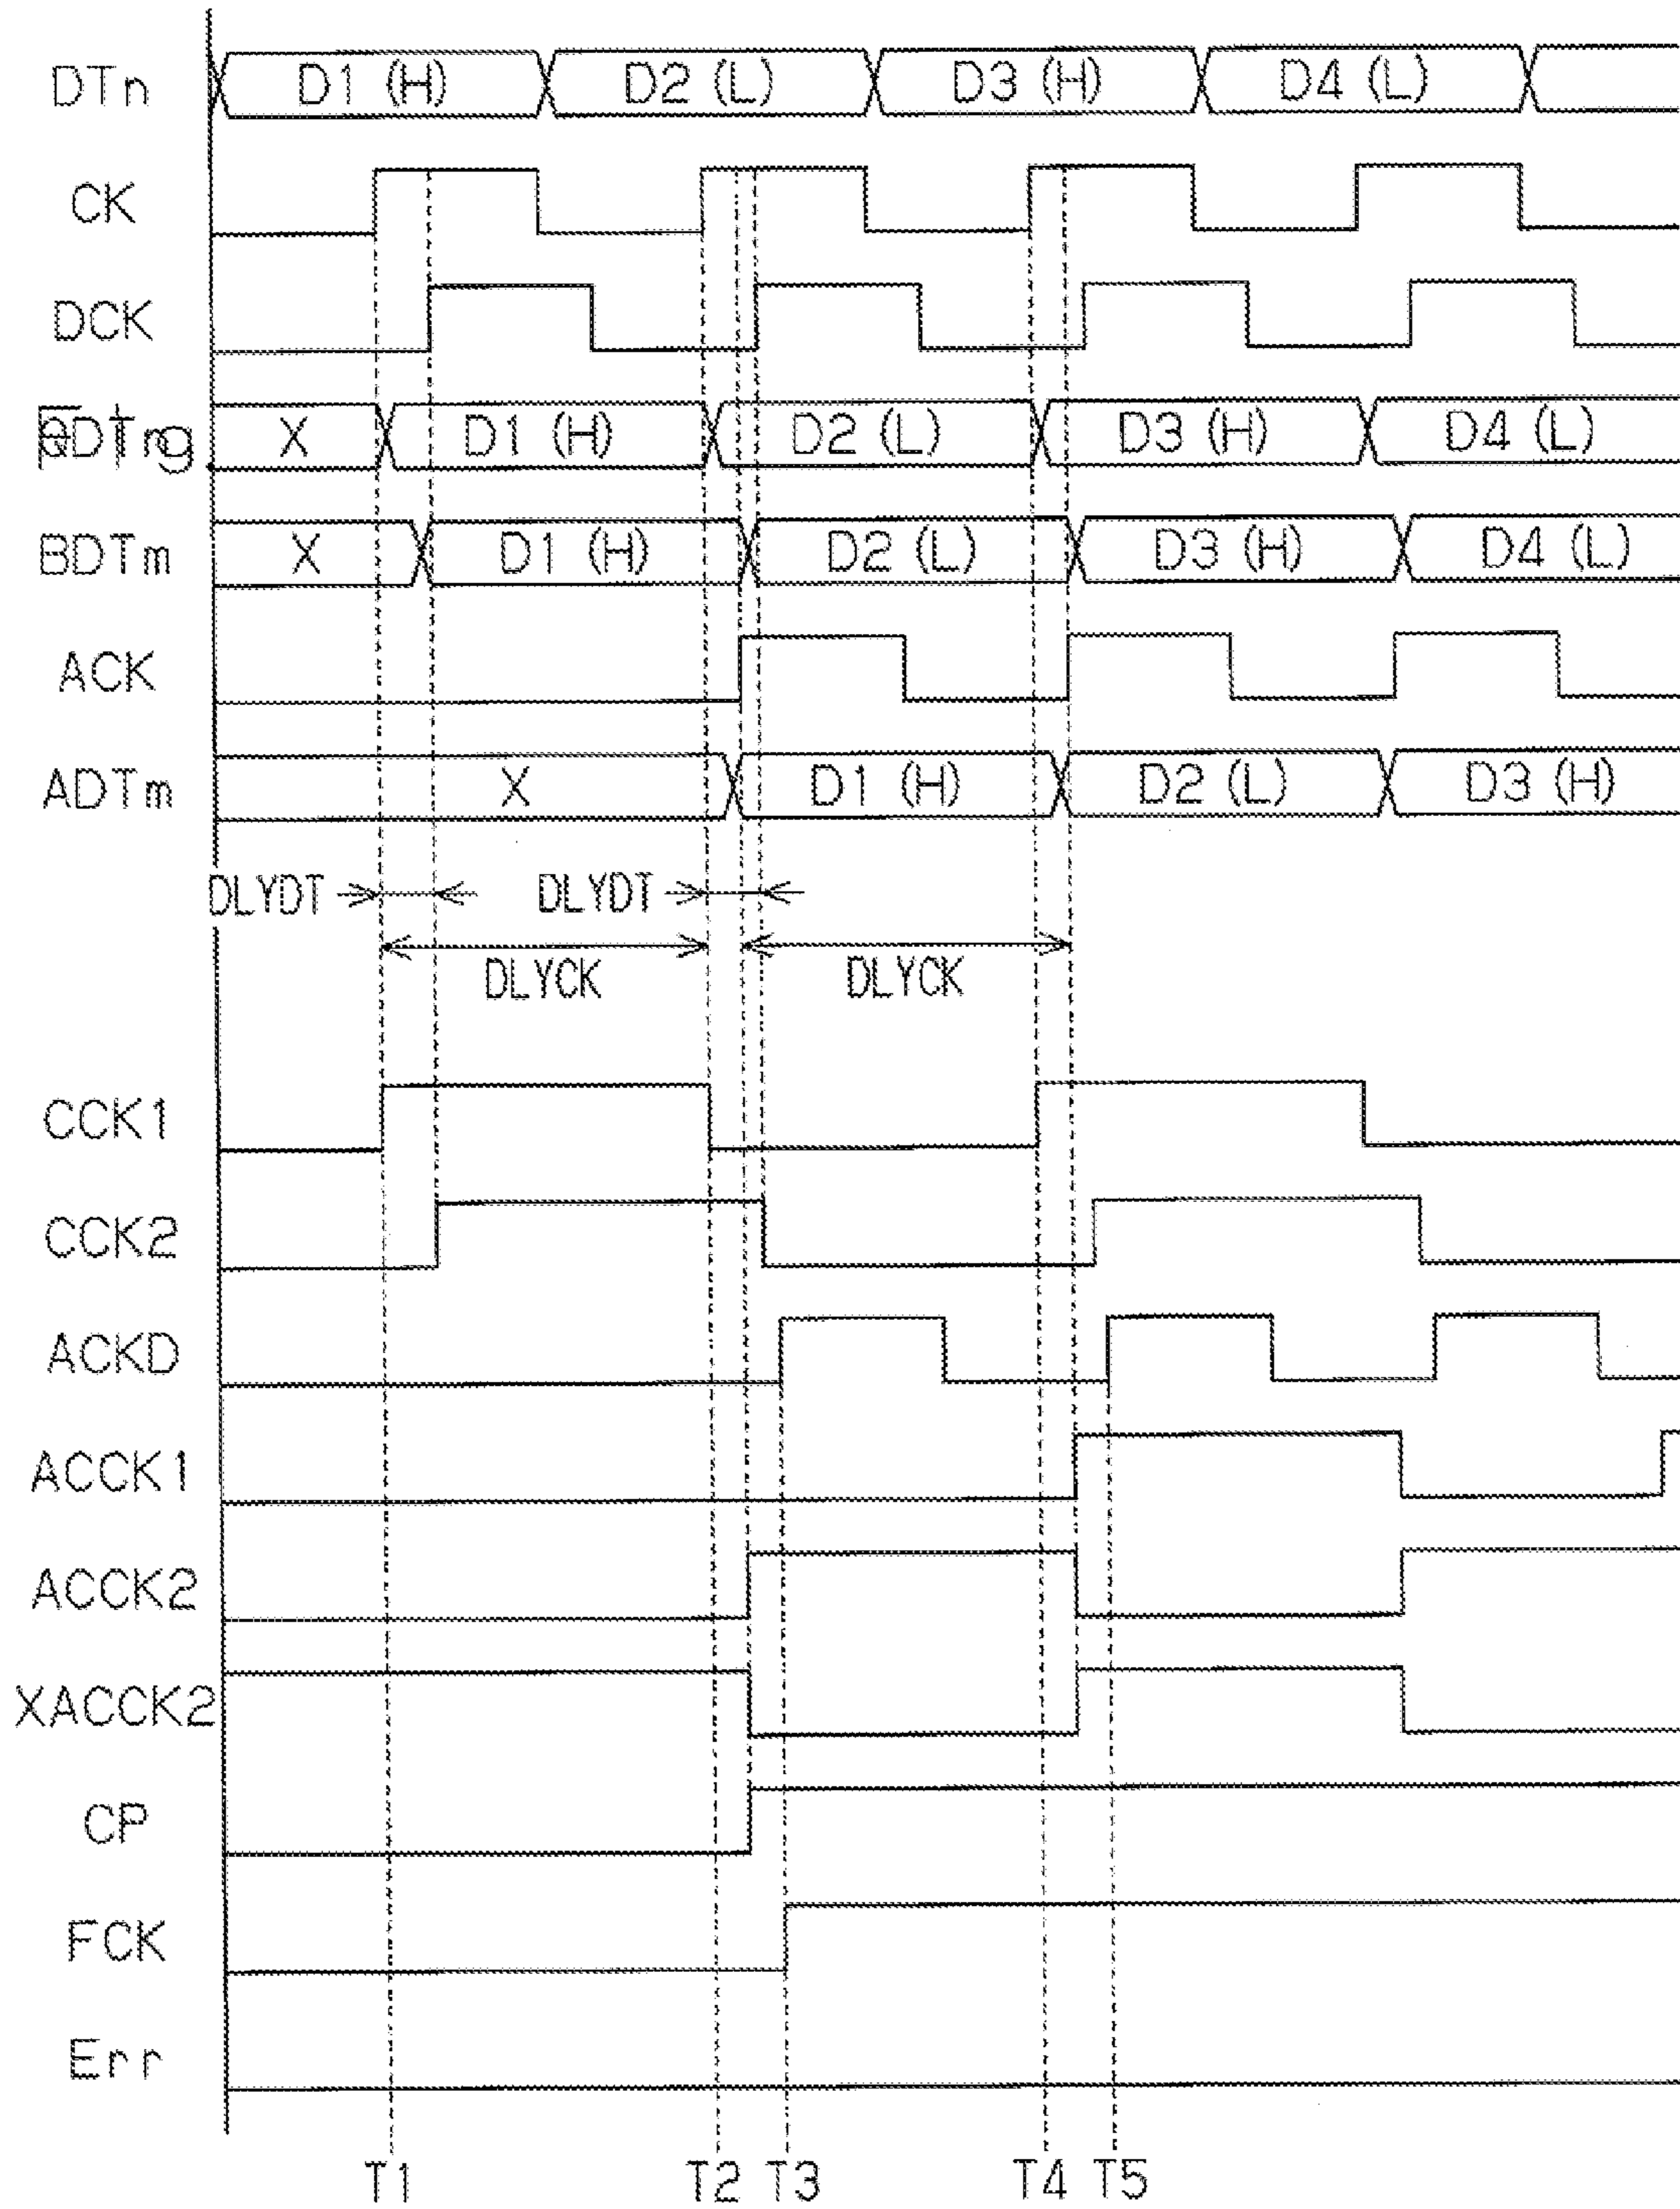 DTn D1 (H) D2 (L) D3 (H) D4 (L)
CK
DCK
X D1 (H) D2 (L) D3 (H) D4 (L)
BDTm X D1 (H) D2 (L) D3 (H) D4 (L)
ACK
ADTm X D1 (H) D2 (L) D3 (H)
DLYDT DLYDT
DLYCK DLYCK
CCK1
CCK2
ACKD
ACCK1
ACCK2
XACCK2
CP
FCK
Err
T1 T2 T3 T4 T5